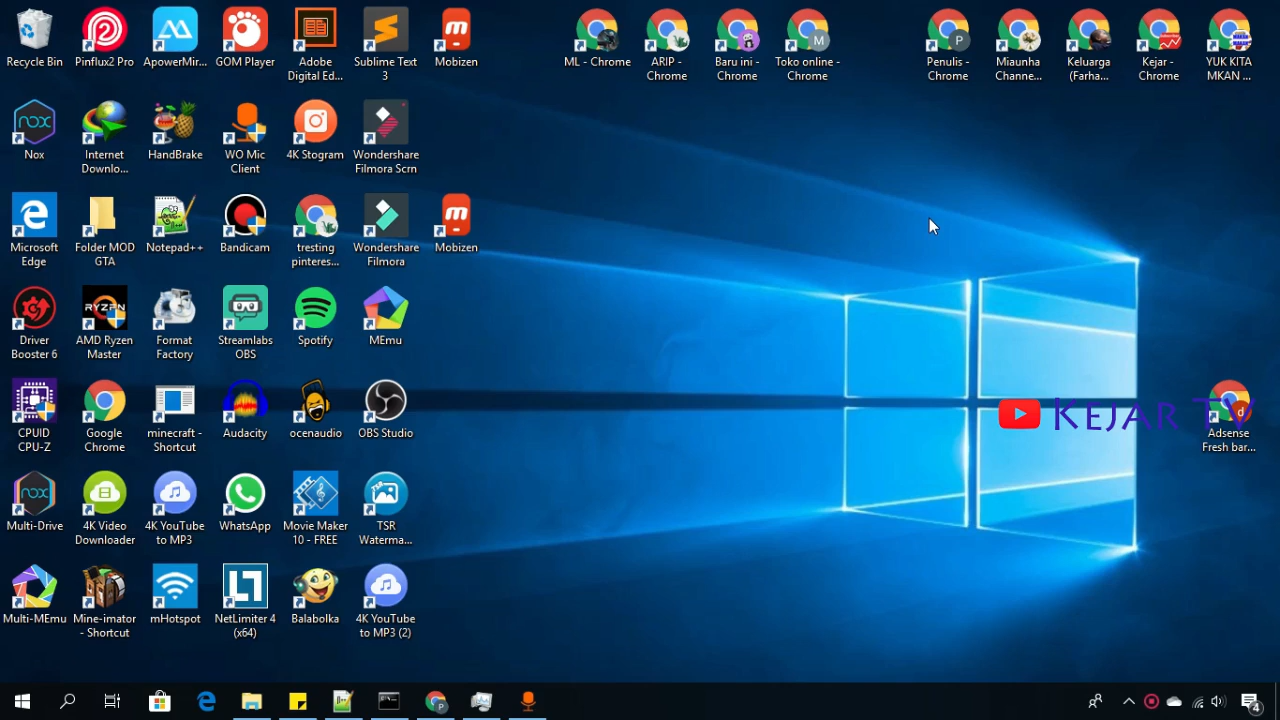 Recycle Bin
Pinflux2 Pro
ApowerMir...
GOM Player
Adobe
Digital Ed...
Sublime Text
3
Mobizen
ML - Chrome
ARIP -
Chrome
Baru ini -
Chrome
Toko online -
Chrome
Penulis -
Chrome
Miaunha
Channe...
Keluarga
(Farha...
Kejar -
Chrome
YUK KITA
MKAN ...
Nox
Internet
Downlo...
HandBrake
WO Mic
Client
4K Stogram
Wondershare
Filmora Scrn
Microsoft
Edge
Folder MOD
GTA
Notepad++
Bandicam
tresting
pinteres...
Wondershare
Filmora
Mobizen
Driver
Booster 6
AMD Ryzen
Master
Format
Factory
Streamlabs
OBS
Spotify
MEmu
CPUID
CPU-Z
Google
Chrome
minecraft -
Shortcut
Audacity
ocenaudio
OBS Studio
KEJAR TV
Adsense
Fresh bar...
Multi-Drive
4K Video
Downloader
4K YouTube
to MP3
WhatsApp
Movie Maker
10 - FREE
TSR
Waterma...
Multi-MEmu
Mine-imator
- Shortcut
mHotspot
NetLimiter 4
(x64)
Balabolka
4K YouTube
to MP3 (2)